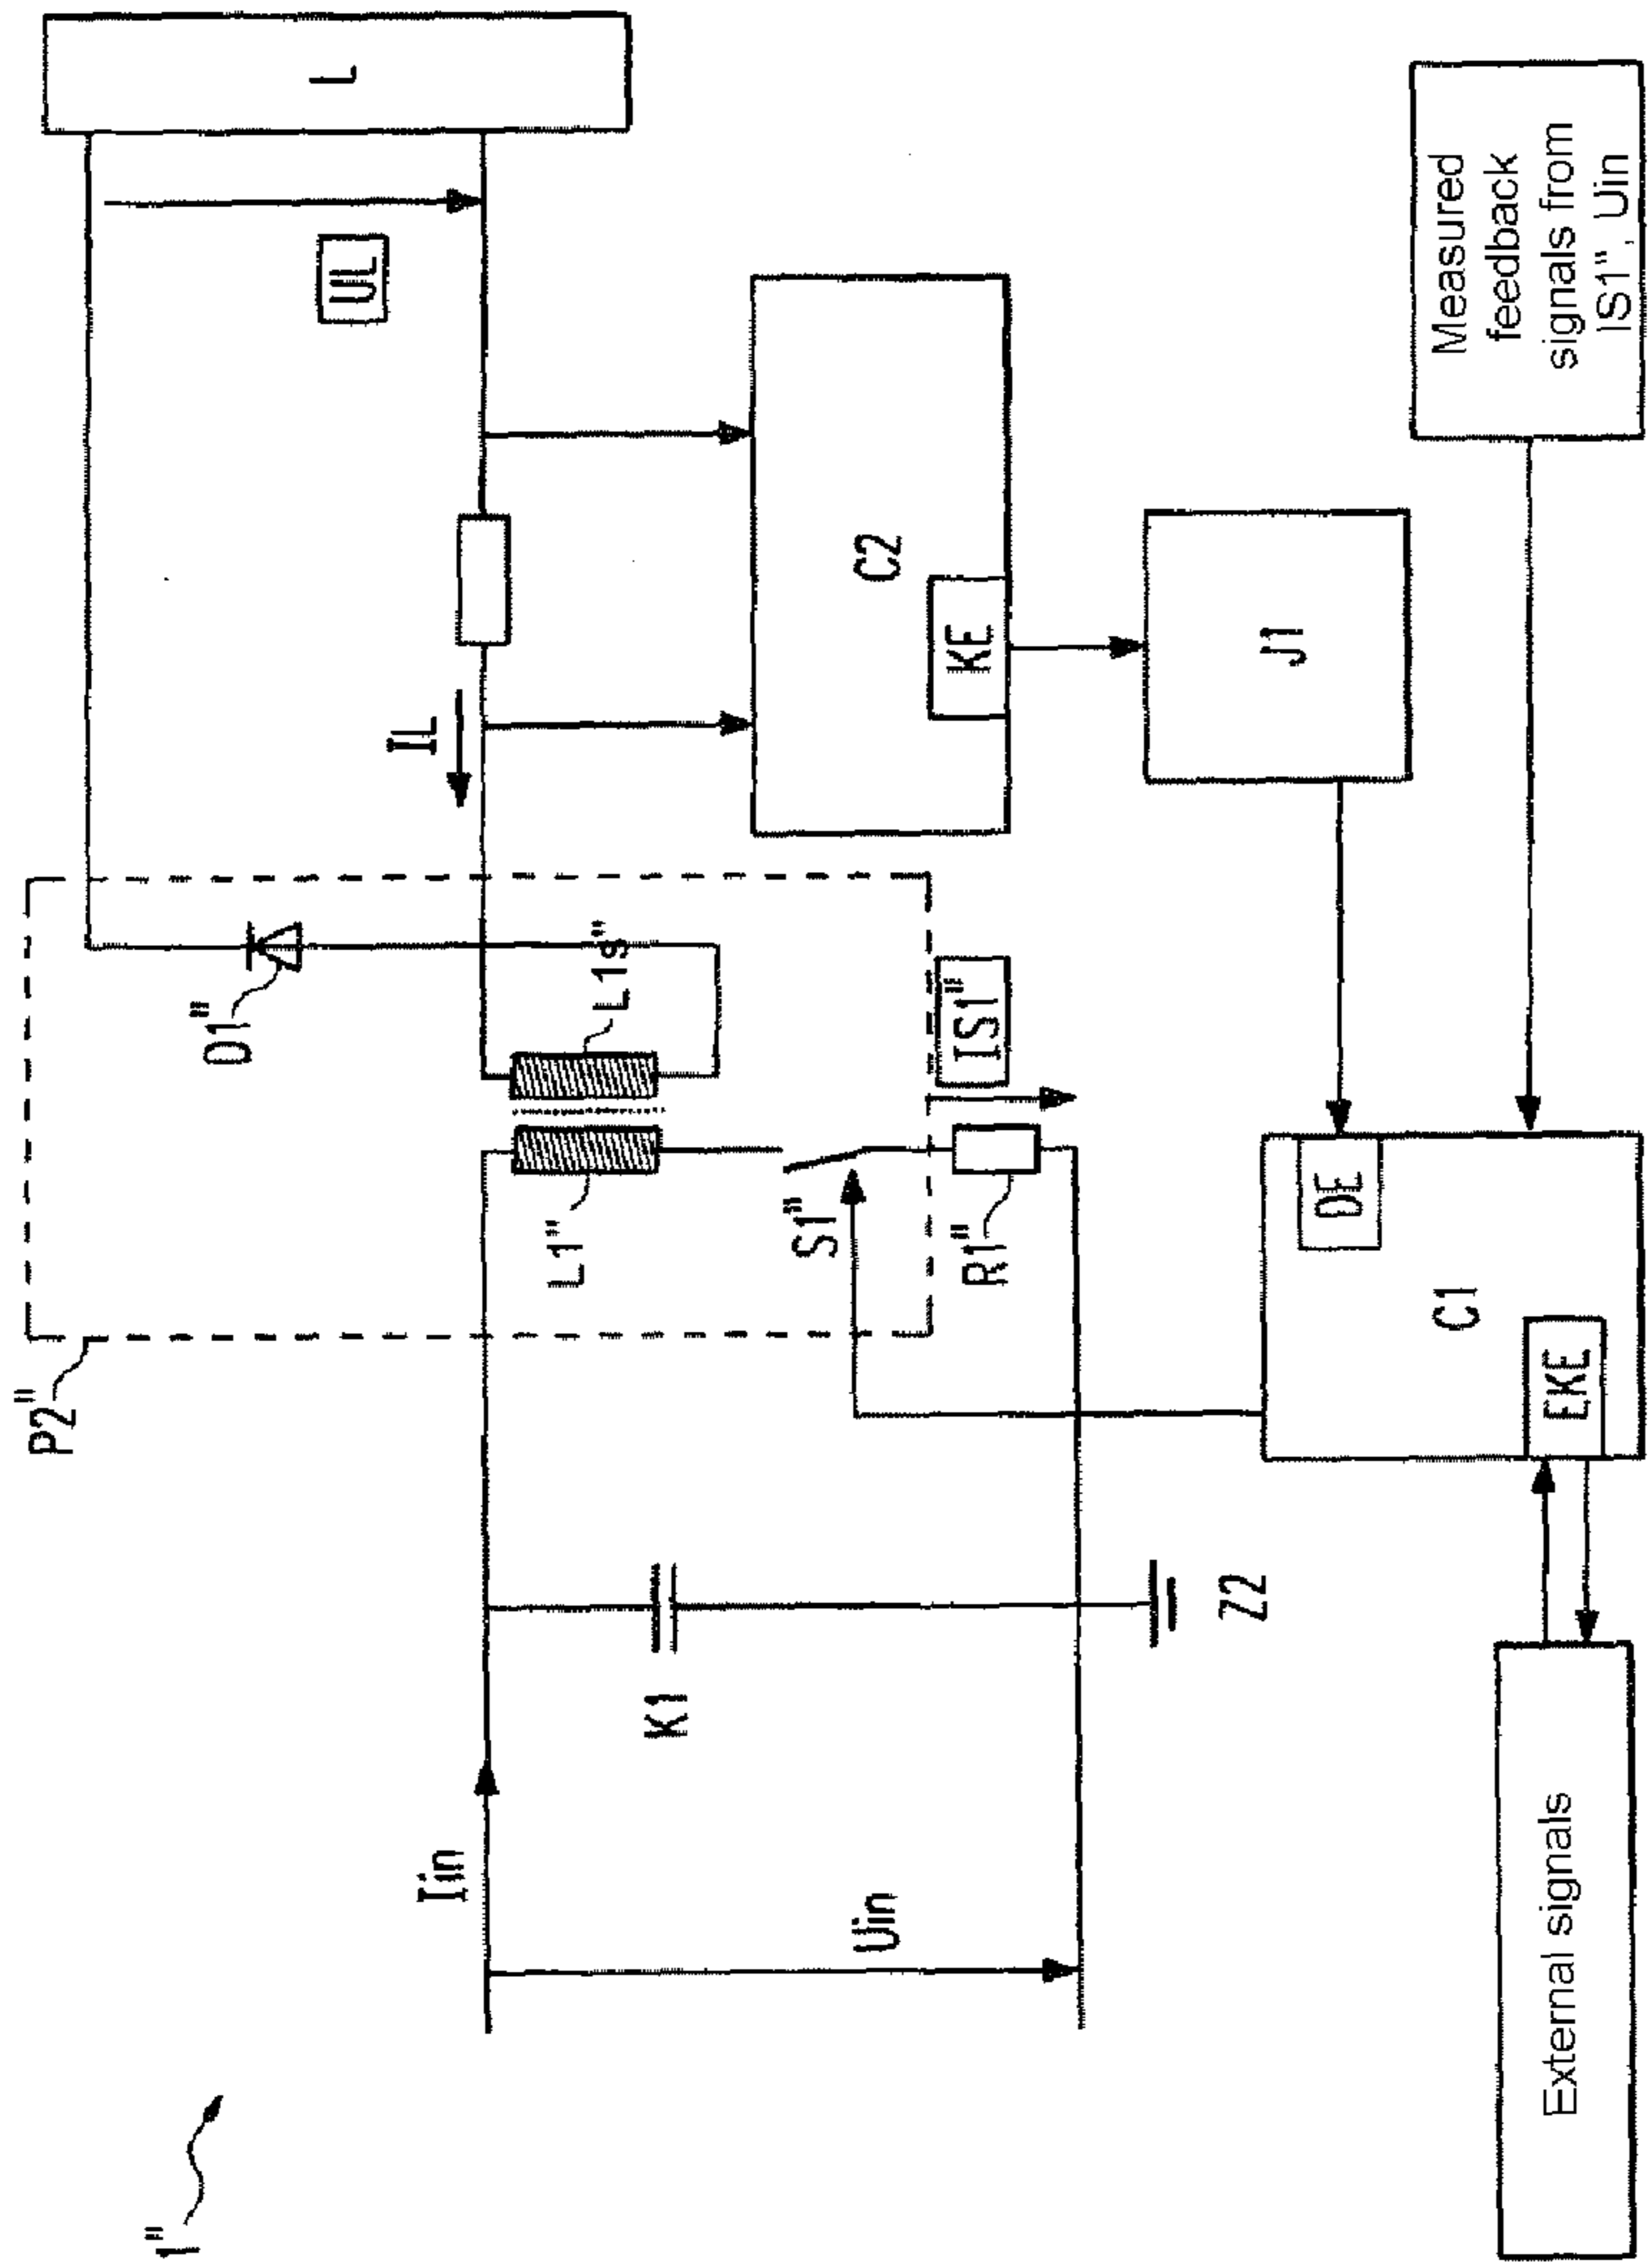 1"
P2"
D1"
L
UL
Iin
IL
L1"
L1s"
K1
Uin
S1"
IS1"
R1"
C2
KE
Z2
J1
C1
DE
EKE
External signals
Measured
feedback
signals from
IS1", Uin